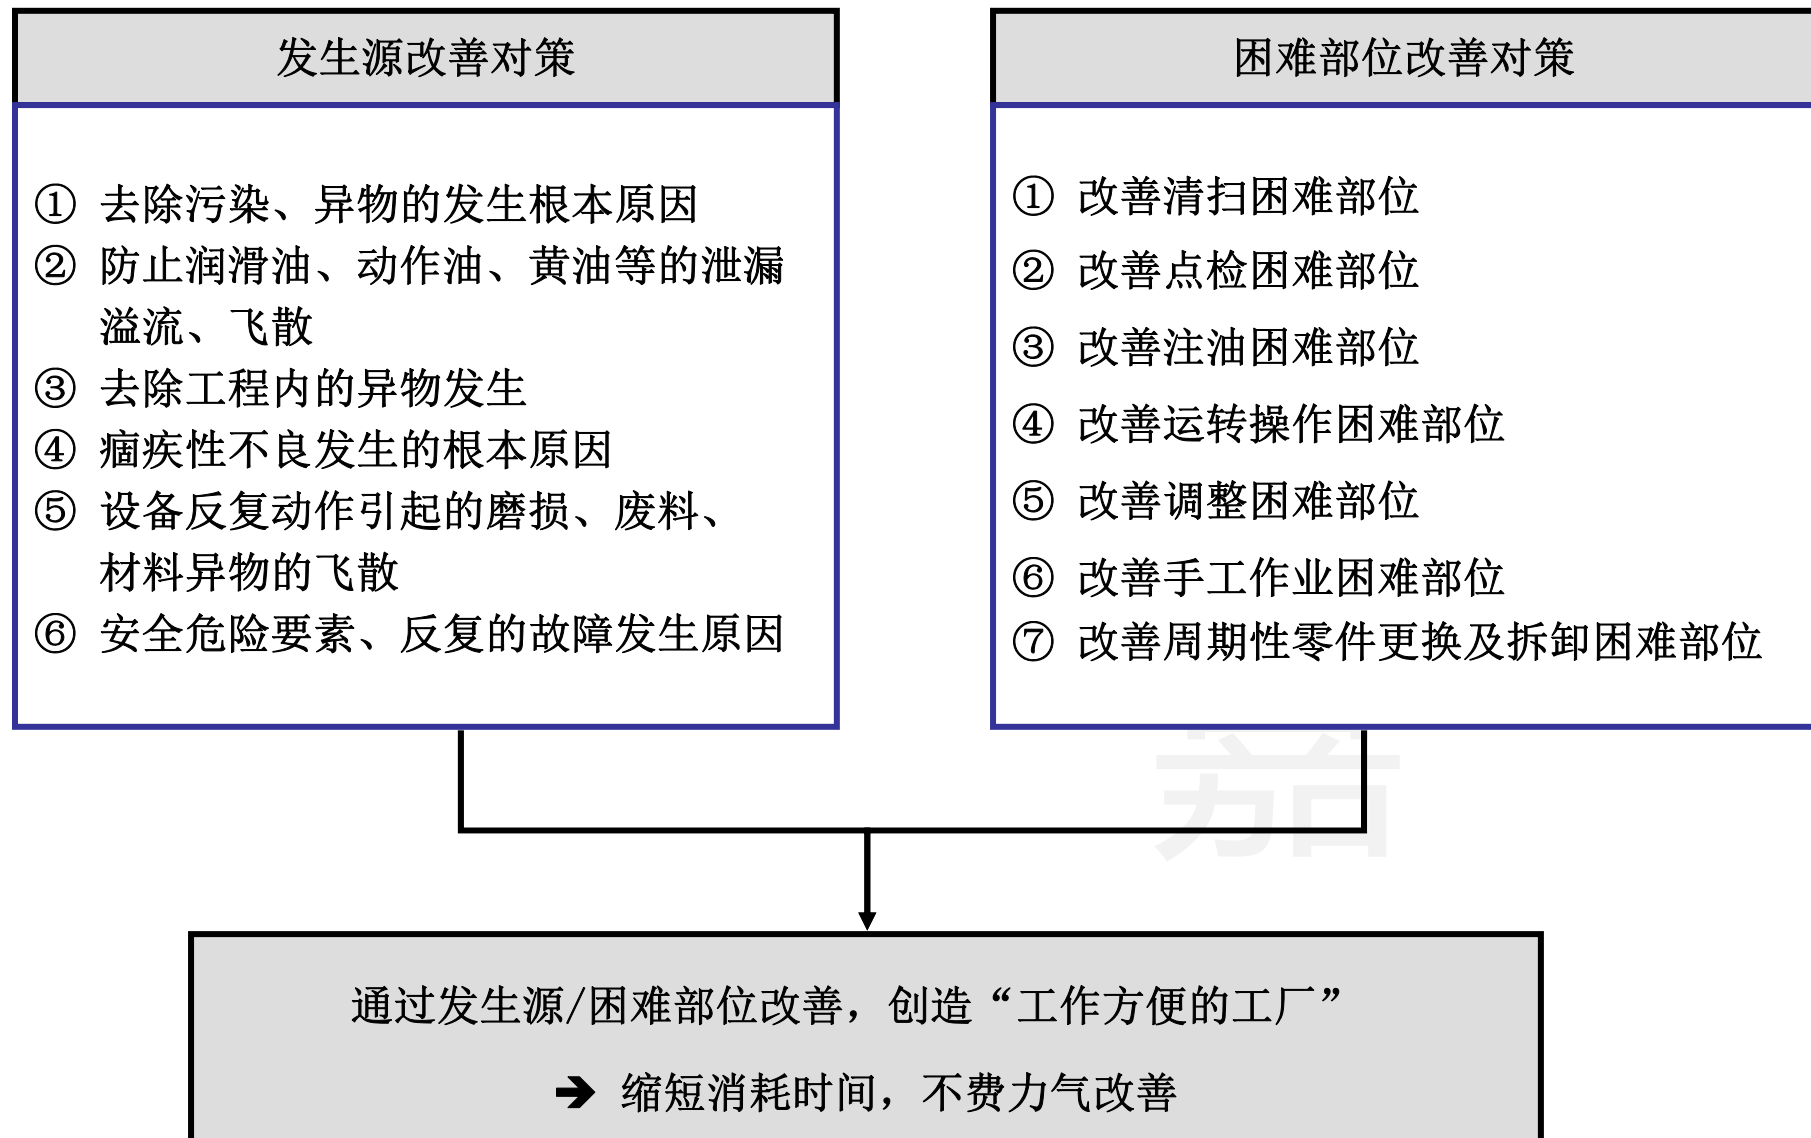 发生源改善对策
① 去除污染、异物的发生根本原因
② 防止润滑油、动作油、黄油等的泄漏
溢流、飞散
③ 去除工程内的异物发生
④ 痼疾性不良发生的根本原因
⑤ 设备反复动作引起的磨损、废料、
材料异物的飞散
⑥ 安全危险要素、反复的故障发生原因
困难部位改善对策
① 改善清扫困难部位
② 改善点检困难部位
③ 改善注油困难部位
④ 改善运转操作困难部位
⑤ 改善调整困难部位
⑥ 改善手工作业困难部位
⑦ 改善周期性零件更换及拆卸困难部位
通过发生源/困难部位改善，创造“工作方便的工厂”
➔ 缩短消耗时间，不费力气改善